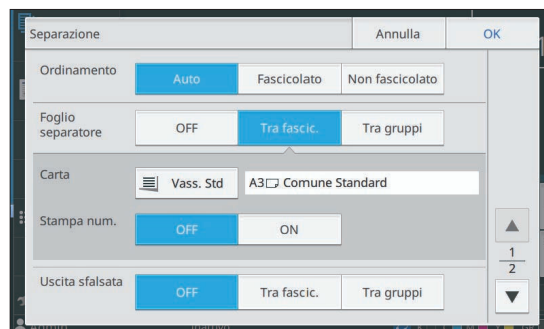 Separazione Annulla OK
Ordinamento Auto Fascicolato Non fascicolato
Foglio
separatore OFF Tra fascic. Tra gruppi
Carta Vass. Std A3 Comune Standard
Stampa num. OFF ON
1
2
Uscita sfalsata OFF Tra fascic. Tra gruppi